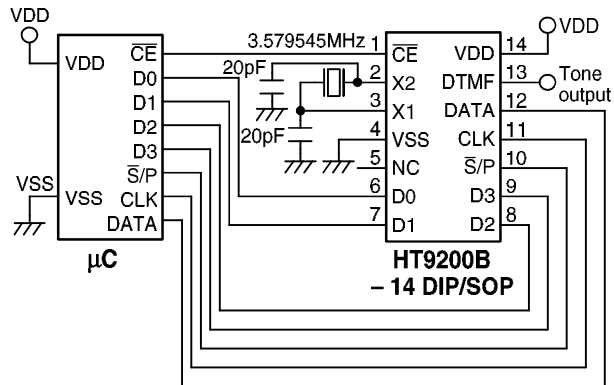 VDD
VDD
C̅E̅
D0
D1
D2
D3
S̅/P
CLK
DATA
VSS
VSS
μC
3.579545MHz
20pF
20pF
1
2
3
4
5
6
7
C̅E̅
X2
X1
VSS
NC
D0
D1
VDD
DTMF
DATA
CLK
S̅/P
D3
D2
14
13
12
11
10
9
8
VDD
Tone
output
HT9200B
– 14 DIP/SOP